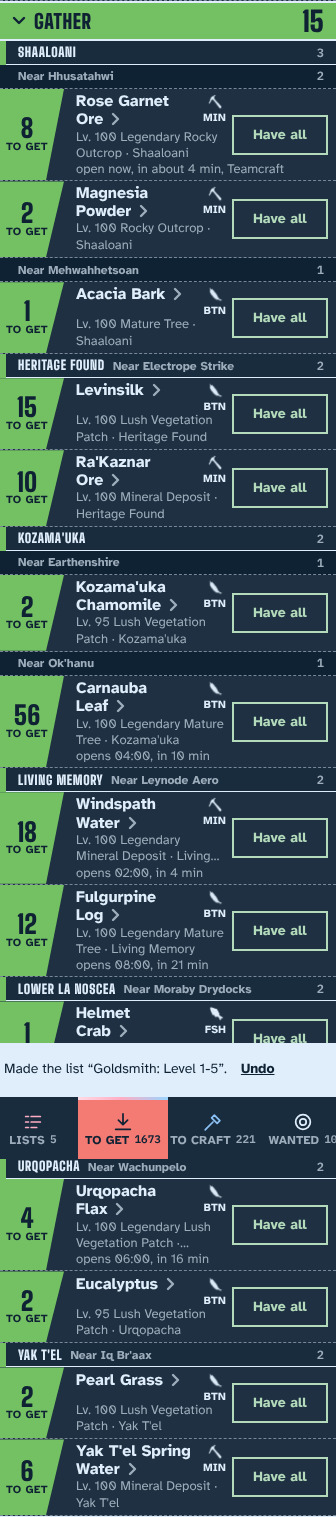 GATHER 15
SHAALOANI 3
Near Hhusatahwi 2
8 TO GET
Rose Garnet
Ore
MIN
Have all
Lv. 100 Legendary Rocky
Outcrop · Shaaloani
open now, in about 4 min, Teamcraft
2 TO GET
Magnesia
Powder
MIN
Have all
Lv. 100 Rocky Outcrop ·
Shaaloani
Near Mehwahhetsoan 1
1 TO GET
Acacia Bark
BTN
Have all
Lv. 100 Mature Tree ·
Shaaloani
HERITAGE FOUND Near Electrope Strike 2
15 TO GET
Levinsilk
BTN
Have all
Lv. 100 Lush Vegetation
Patch · Heritage Found
10 TO GET
Ra'Kaznar
Ore
MIN
Have all
Lv. 100 Mineral Deposit ·
Heritage Found
KOZAMA'UKA 2
Near Earthenshire 1
2 TO GET
Kozama'uka
Chamomile
BTN
Have all
Lv. 95 Lush Vegetation
Patch · Kozama'uka
Near Ok'hanu 1
56 TO GET
Carnauba
Leaf
BTN
Have all
Lv. 100 Legendary Mature
Tree · Kozama'uka
opens 04:00, in 10 min
LIVING MEMORY Near Leynode Aero 2
18 TO GET
Windspath
Water
MIN
Have all
Lv. 100 Legendary
Mineral Deposit · Living...
opens 02:00, in 4 min
12 TO GET
Fulgurpine
Log
BTN
Have all
Lv. 100 Legendary Mature
Tree · Living Memory
opens 08:00, in 21 min
LOWER LA NOSCEA Near Moraby Drydocks 2
1
Helmet
Crab
FSH
Have all
Made the list “Goldsmith: Level 1-5”. Undo
LISTS 5
TO GET 1673
TO CRAFT 221
WANTED 10
URQOPACHA Near Wachunpelo 2
4 TO GET
Urqopacha
Flax
BTN
Have all
Lv. 100 Legendary Lush
Vegetation Patch ·...
opens 06:00, in 16 min
2 TO GET
Eucalyptus
BTN
Have all
Lv. 95 Lush Vegetation
Patch · Urqopacha
YAK T'EL Near Iq Br'aax 2
2 TO GET
Pearl Grass
BTN
Have all
Lv. 100 Lush Vegetation
Patch · Yak T'el
6 TO GET
Yak T'el Spring
Water
MIN
Have all
Lv. 100 Mineral Deposit ·
Yak T'el